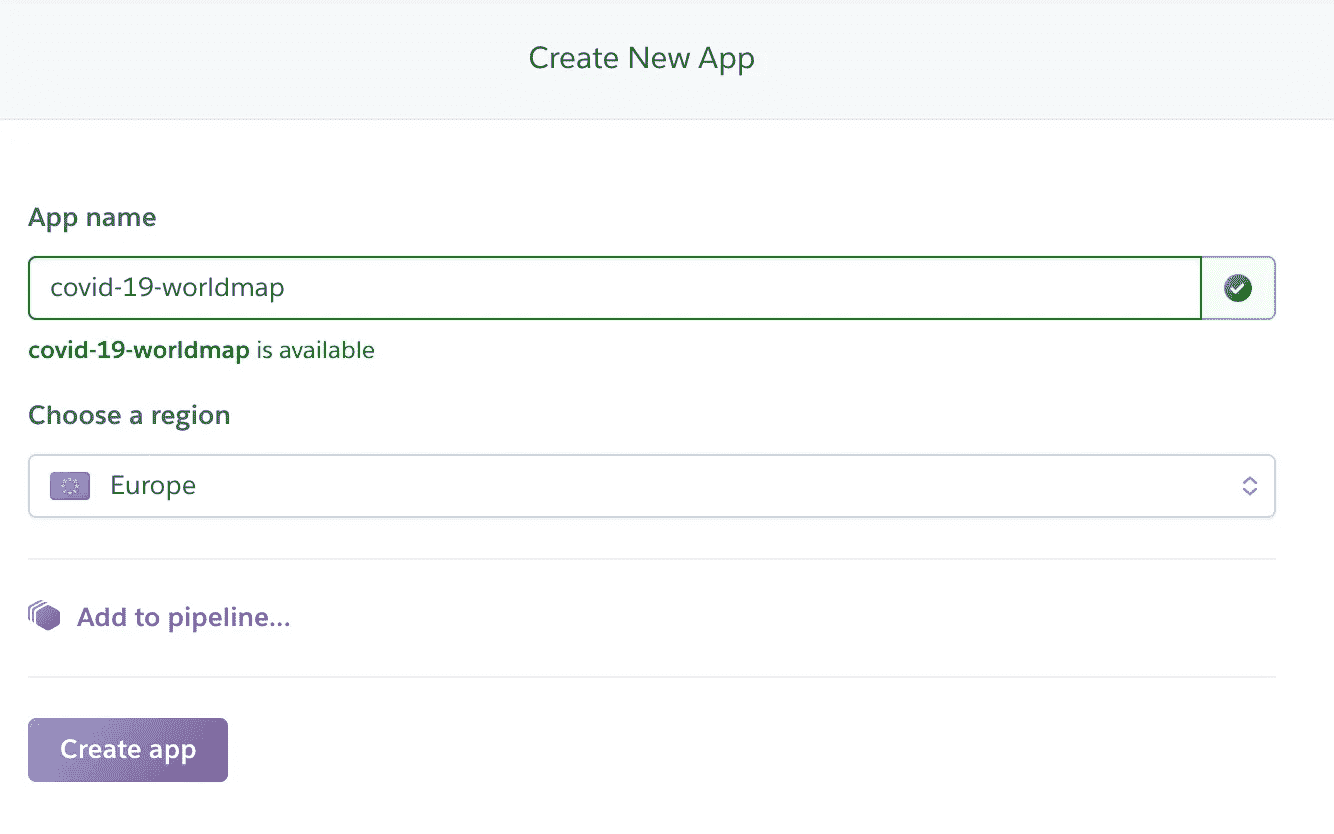 Create New App
App name
covid-19-worldmap
covid-19-worldmap is available
Choose a region
Europe
Add to pipeline...
Create app